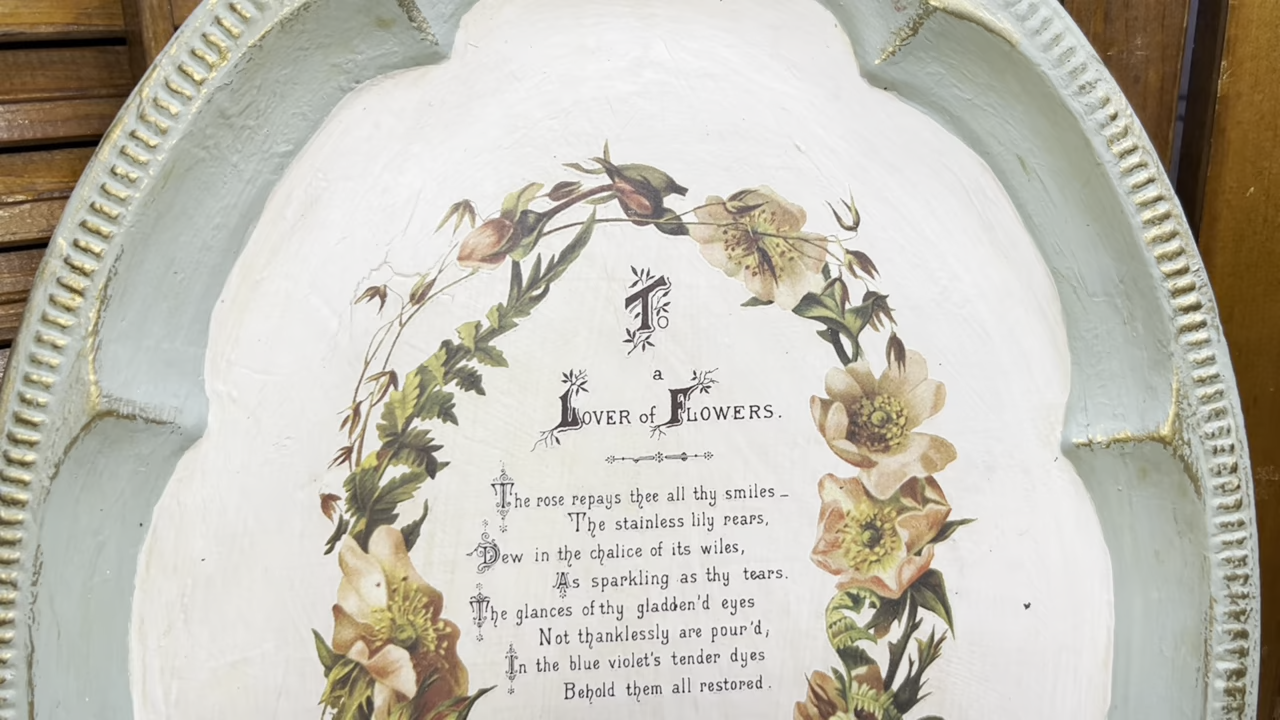 To
a
Lover of Flowers.
The rose repays thee all thy smiles –
The stainless lily rears,
Dew in the chalice of its wiles,
As sparkling as thy tears.
The glances of thy gladden'd eyes
Not thanklessly are pour'd;
In the blue violet's tender dyes
Behold them all restored.